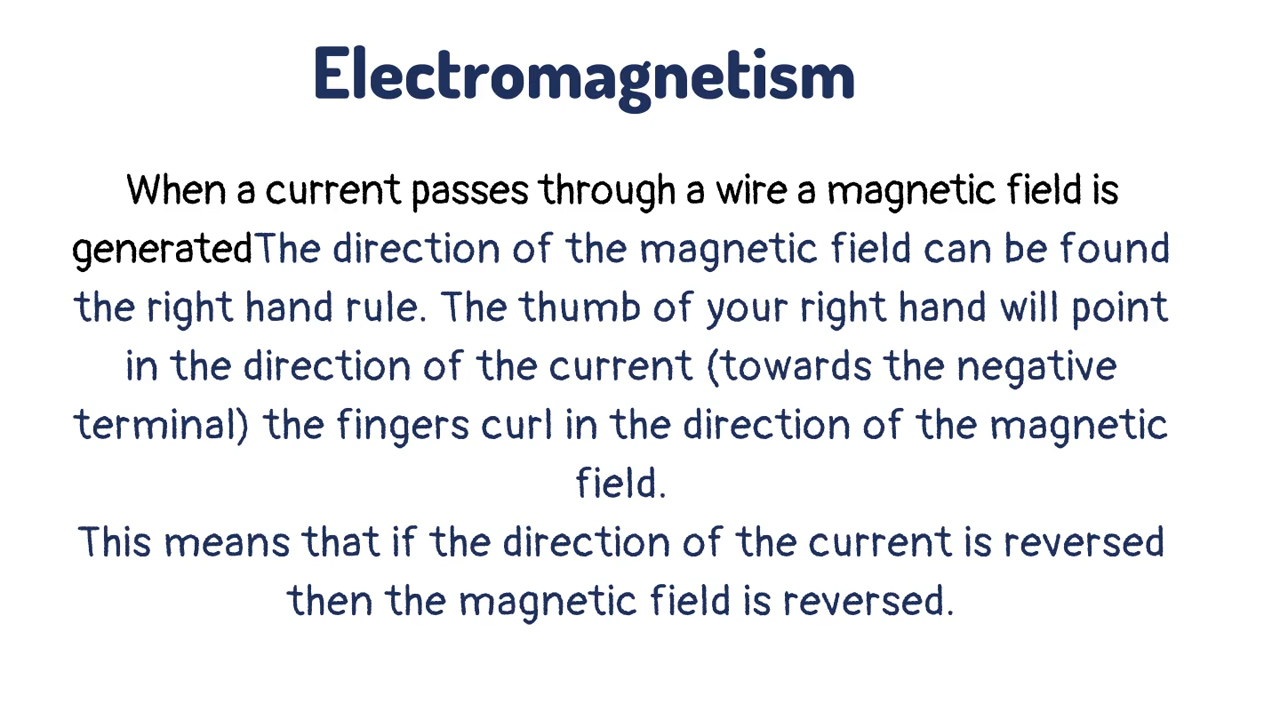 Electromagnetism
When a current passes through a wire a magnetic field is
generatedThe direction of the magnetic field can be found
the right hand rule. The thumb of your right hand will point
in the direction of the current (towards the negative
terminal) the fingers curl in the direction of the magnetic
field.
This means that if the direction of the current is reversed
then the magnetic field is reversed.